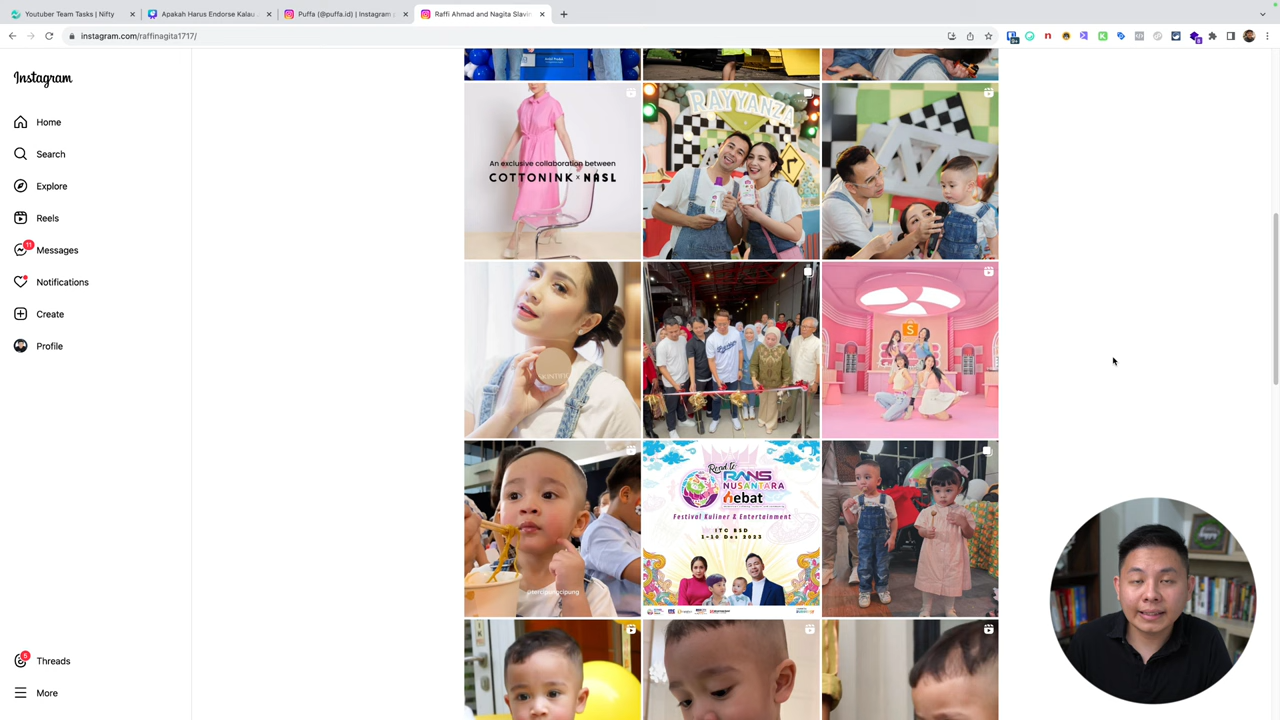 Youtuber Team Tasks | Nifty
Apakah Harus Endorse Kalau
Puffa (@puffa.id) | Instagram
Raffi Ahmad and Nagita Slavin
instagram.com/raffinagita1717/
Instagram
Home
Search
Explore
Reels
11
Messages
Notifications
Create
Profile
Threads
More
An exclusive collaboration between
COTTONINK × NASL
RAYYANZA
S
Road to
RANS
NUSANTARA
Hebat
Festival Kuliner & Entertainment
ITC BSD
1-10 Des 2023